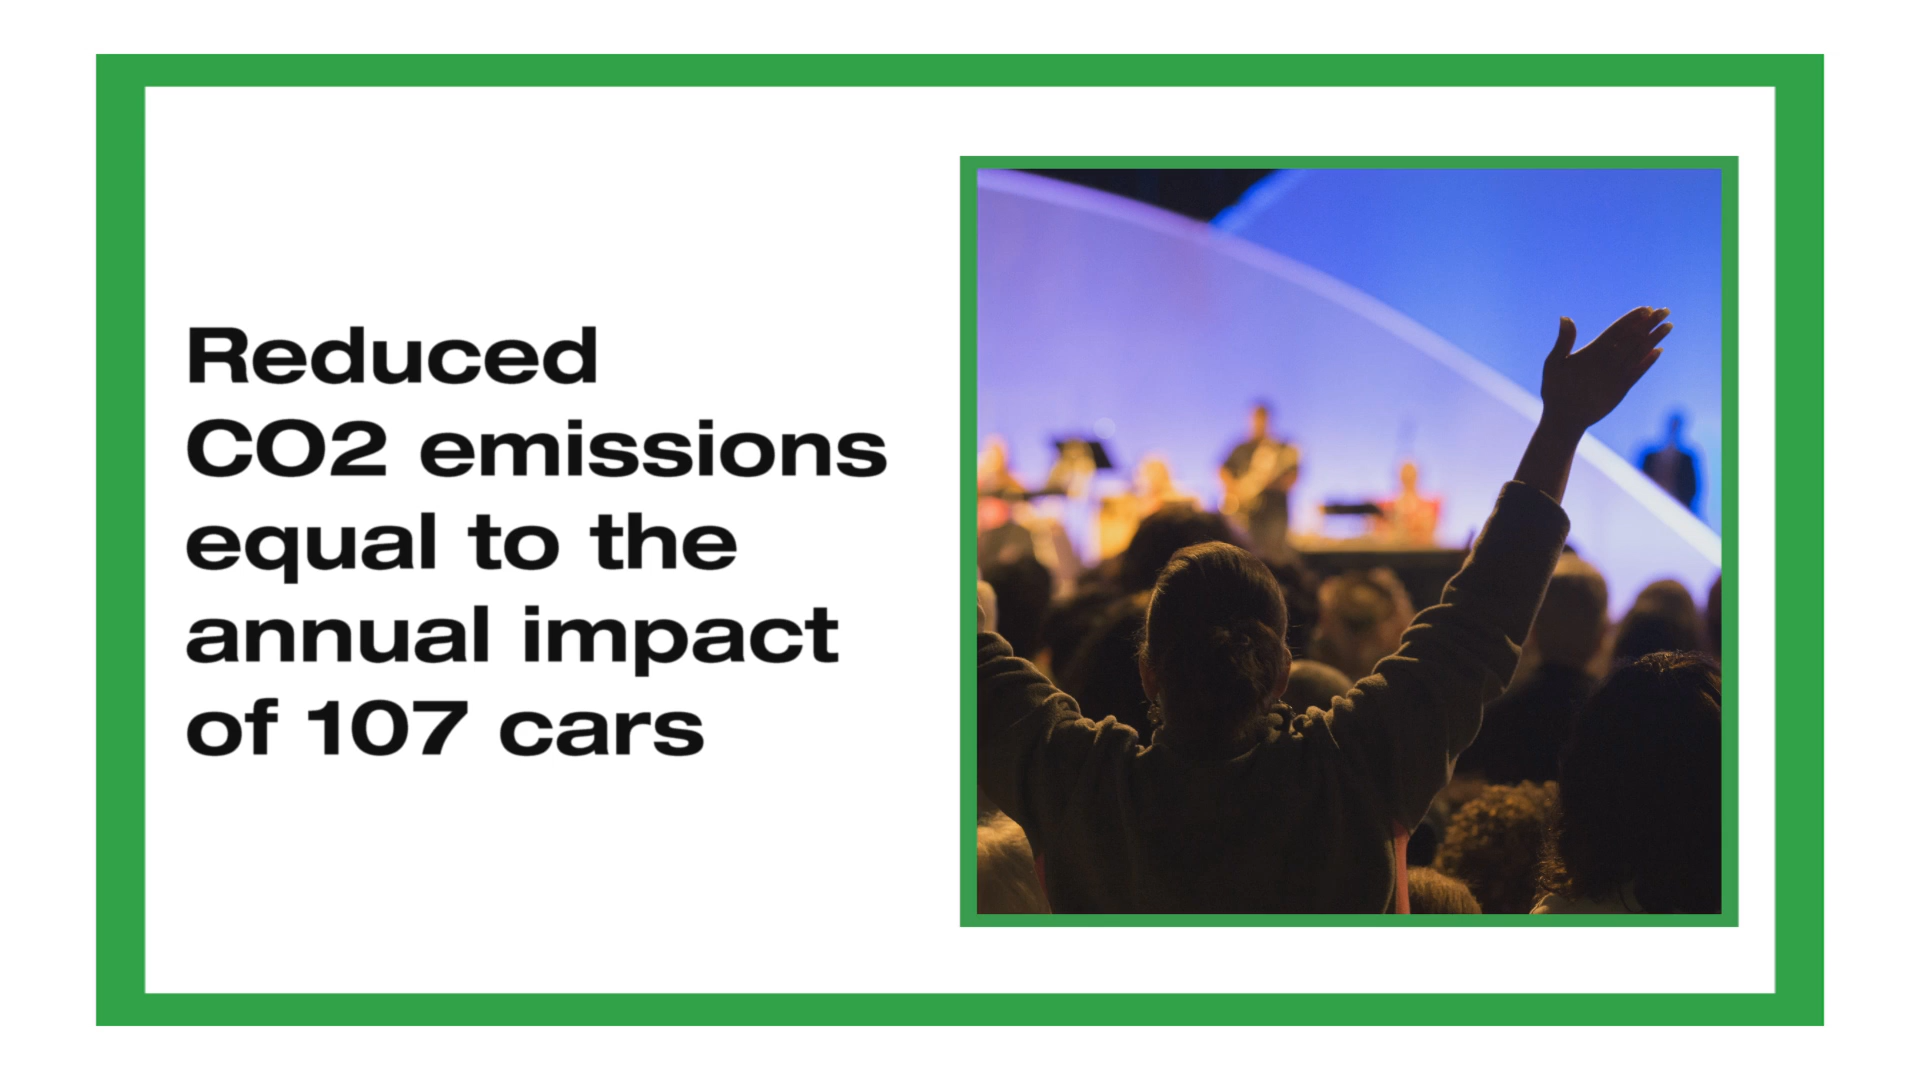 Reduced
CO2 emissions
equal to the
annual impact
of 107 cars